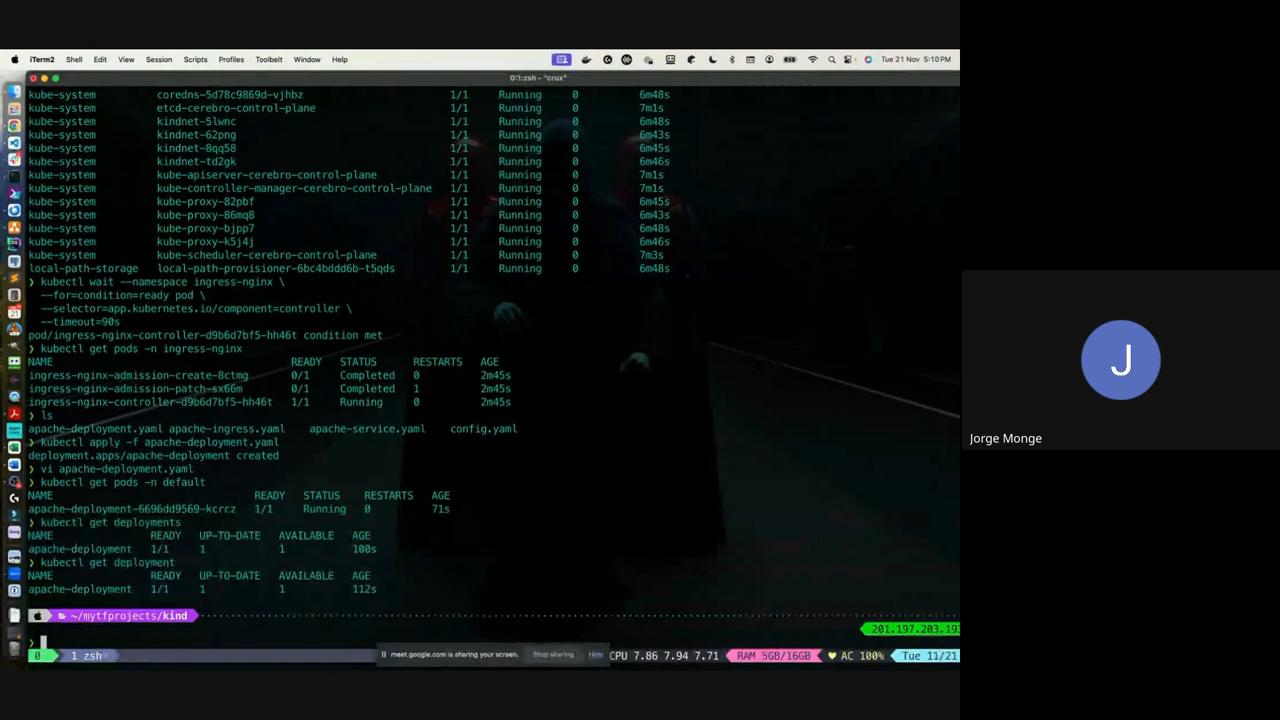 iTerm2 Shell Edit View Session Scripts Profiles Toolbelt Window Help Tue 21 Nov 5:10 PM
kube-system coredns-5d78c9869d-vjhbz 1/1 Running 0 6m48s
kube-system etcd-cerebro-control-plane 1/1 Running 0 7m1s
kube-system kindnet-5lwnc 1/1 Running 0 6m48s
kube-system kindnet-62png 1/1 Running 0 6m43s
kube-system kindnet-8qq58 1/1 Running 0 6m45s
kube-system kindnet-td2gk 1/1 Running 0 6m46s
kube-system kube-apiserver-cerebro-control-plane 1/1 Running 0 7m1s
kube-system kube-controller-manager-cerebro-control-plane 1/1 Running 0 7m1s
kube-system kube-proxy-82pbf 1/1 Running 0 6m45s
kube-system kube-proxy-86mq8 1/1 Running 0 6m43s
kube-system kube-proxy-bjpp7 1/1 Running 0 6m48s
kube-system kube-proxy-k5j4j 1/1 Running 0 6m46s
kube-system kube-scheduler-cerebro-control-plane 1/1 Running 0 7m3s
local-path-storage local-path-provisioner-6bc4bddd6b-t5qds 1/1 Running 0 6m48s
❯ kubectl wait --namespace ingress-nginx \
--for=condition=ready pod \
--selector=app.kubernetes.io/component=controller \
--timeout=90s
pod/ingress-nginx-controller-d9b6d7bf5-hh46t condition met
❯ kubectl get pods -n ingress-nginx
NAME READY STATUS RESTARTS AGE
ingress-nginx-admission-create-8ctmg 0/1 Completed 0 2m45s
ingress-nginx-admission-patch-sx66m 0/1 Completed 1 2m45s
ingress-nginx-controller-d9b6d7bf5-hh46t 1/1 Running 0 2m45s
❯ ls
apache-deployment.yaml apache-ingress.yaml apache-service.yaml config.yaml
❯ kubectl apply -f apache-deployment.yaml
deployment.apps/apache-deployment created
❯ vi apache-deployment.yaml
❯ kubectl get pods -n default
NAME READY STATUS RESTARTS AGE
apache-deployment-6696dd9569-kcrcz 1/1 Running 0 71s
❯ kubectl get deployments
NAME READY UP-TO-DATE AVAILABLE AGE
apache-deployment 1/1 1 1 100s
❯ kubectl get deployment
NAME READY UP-TO-DATE AVAILABLE AGE
apache-deployment 1/1 1 1 112s
~/mytfprojects/kind
❯
0 1 zsh meet.google.com is sharing your screen. Stop sharing Hide CPU 7.86 7.94 7.71 RAM 5GB/16GB ♥ AC 100% Tue 11/21
J
Jorge Monge